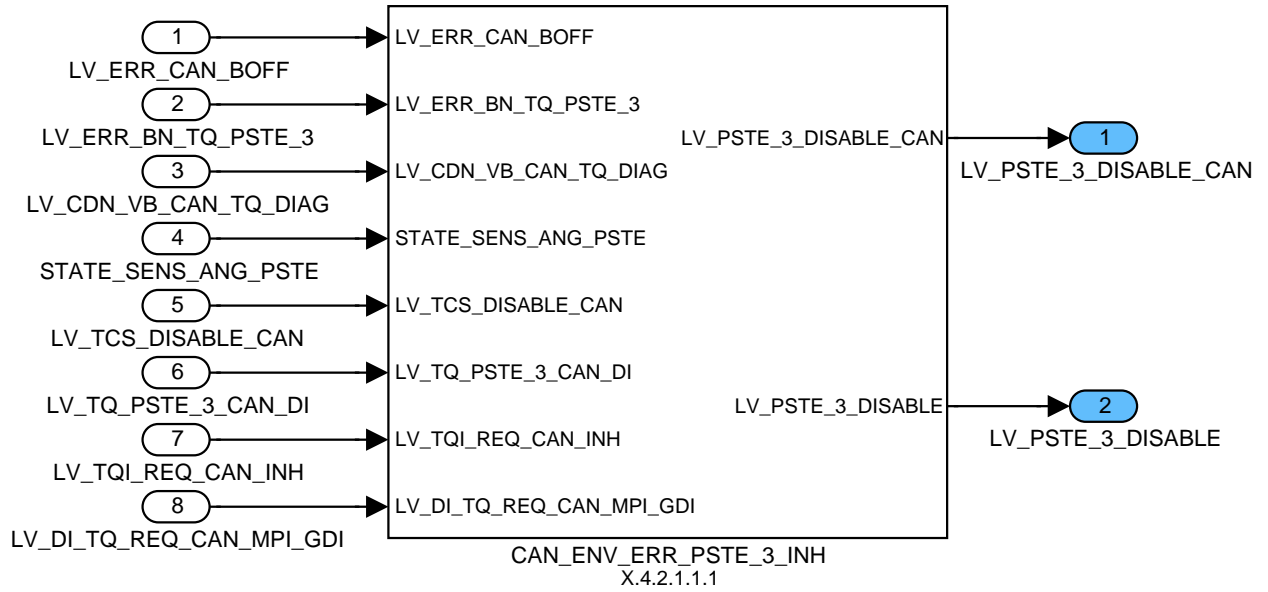 1
LV_ERR_CAN_BOFF
LV_ERR_CAN_BOFF
2
LV_ERR_BN_TQ_PSTE_3
LV_ERR_BN_TQ_PSTE_3
3
LV_CDN_VB_CAN_TQ_DIAG
LV_CDN_VB_CAN_TQ_DIAG
4
STATE_SENS_ANG_PSTE
STATE_SENS_ANG_PSTE
5
LV_TCS_DISABLE_CAN
LV_TCS_DISABLE_CAN
6
LV_TQ_PSTE_3_CAN_DI
LV_TQ_PSTE_3_CAN_DI
7
LV_TQI_REQ_CAN_INH
LV_TQI_REQ_CAN_INH
8
LV_DI_TQ_REQ_CAN_MPI_GDI
LV_DI_TQ_REQ_CAN_MPI_GDI
LV_PSTE_3_DISABLE_CAN
1
LV_PSTE_3_DISABLE_CAN
LV_PSTE_3_DISABLE
2
LV_PSTE_3_DISABLE
CAN_ENV_ERR_PSTE_3_INH
X.4.2.1.1.1